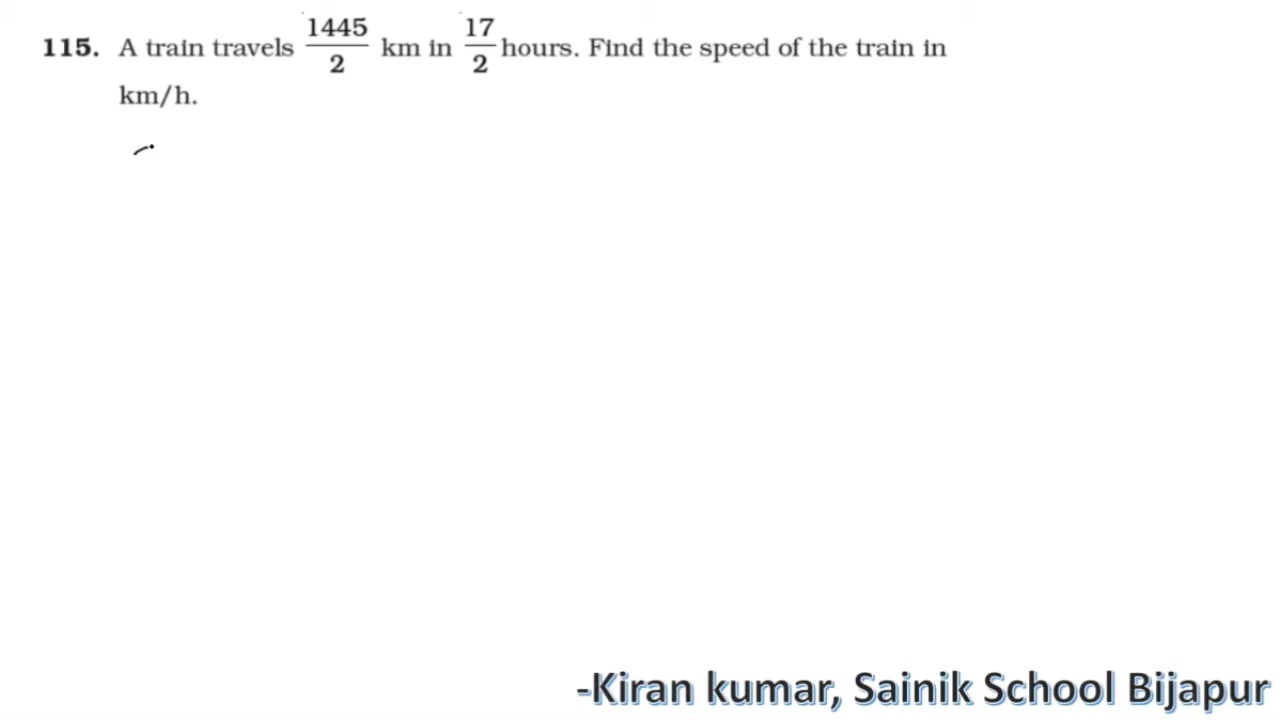 115. A train travels 1445/2 km in 17/2 hours. Find the speed of the train in
km/h.
-Kiran kumar, Sainik School Bijapur